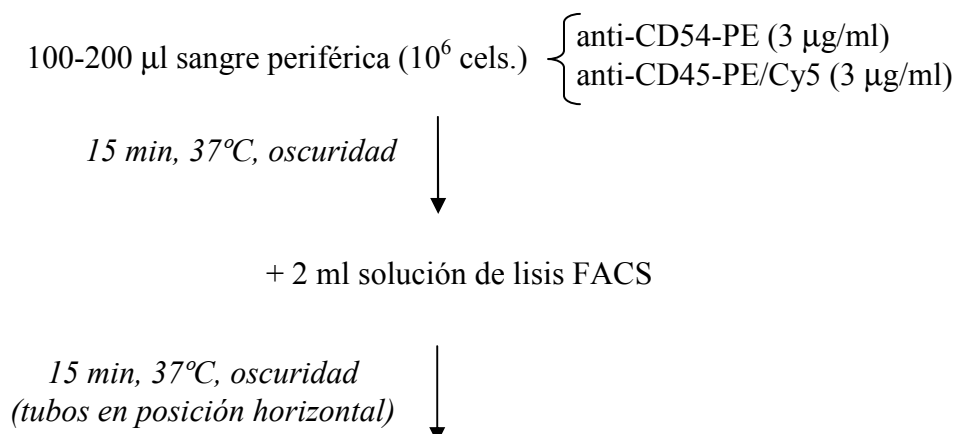 100-200 μl sangre periférica (10⁶ cels.)
anti-CD54-PE (3 μg/ml)
anti-CD45-PE/Cy5 (3 μg/ml)
15 min, 37ºC, oscuridad
+ 2 ml solución de lisis FACS
15 min, 37ºC, oscuridad
(tubos en posición horizontal)